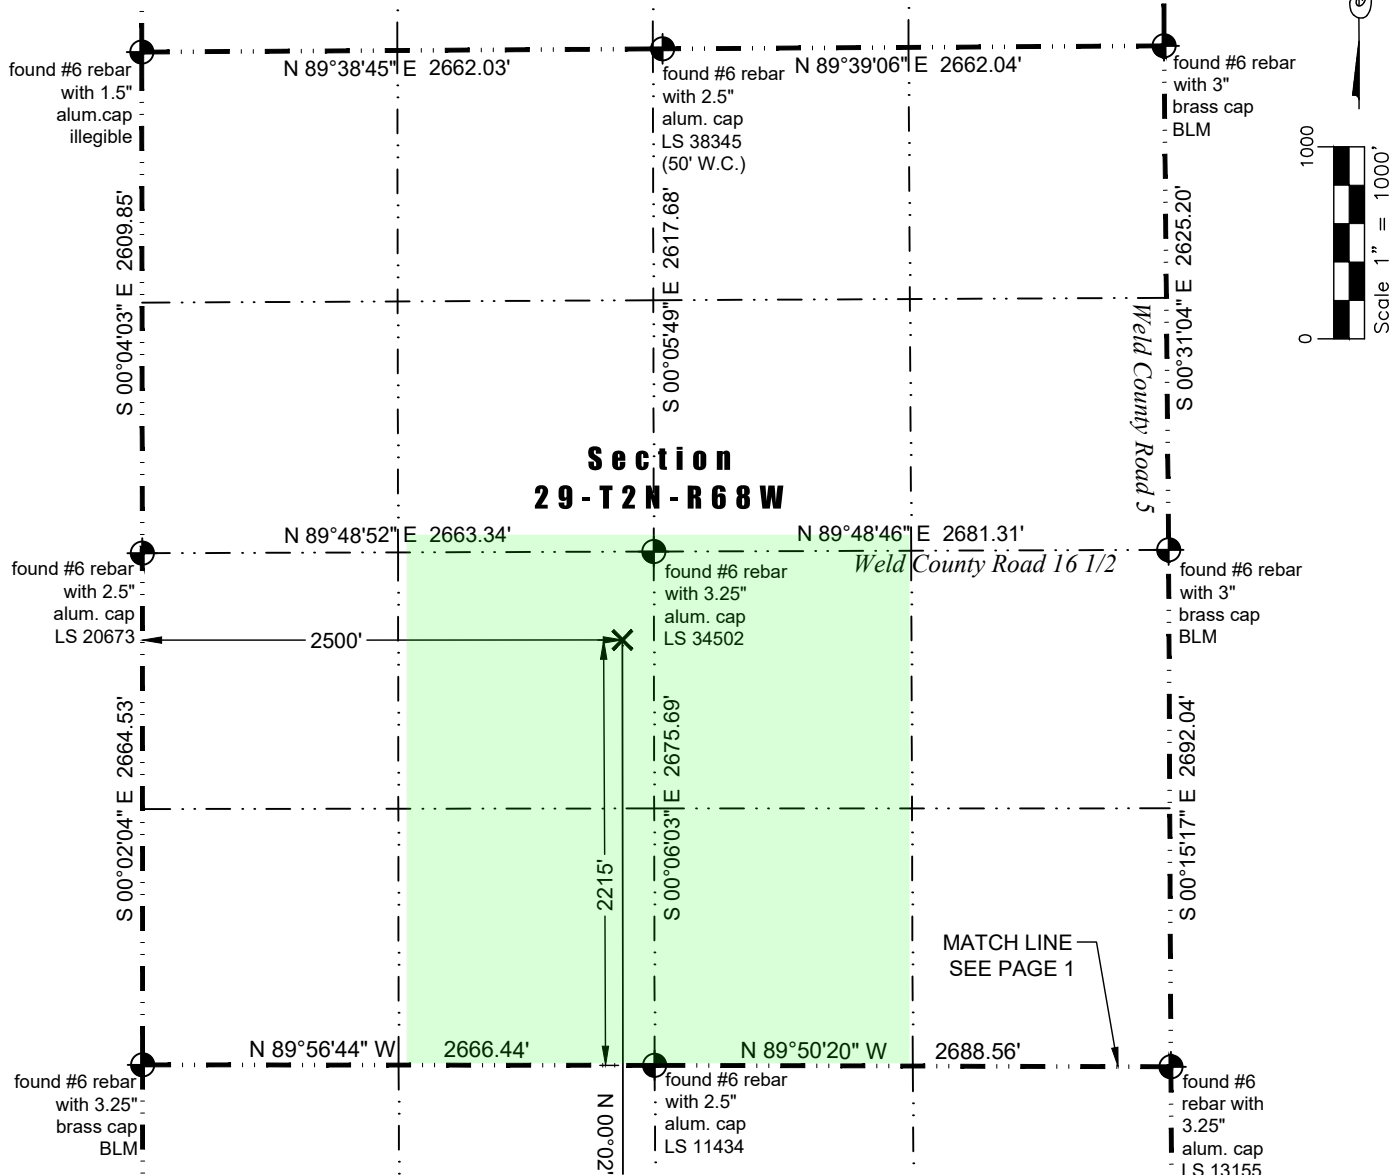 N 89°38'45" E 2662.03'
N 89°39'06" E 2662.04'
found #6 rebar
with 1.5"
alum.cap
illegible
found #6 rebar
with 2.5"
alum. cap
LS 38345
(50' W.C.)
found #6 rebar
with 3"
brass cap
BLM
1000
0
Scale 1" = 1000'
S 00°04'03" E 2609.85'
S 00°05'49" E 2617.68'
S 00°31'04" E 2625.20'
Weld County Road 5
Section
29-T2N-R68W
N 89°48'52" E 2663.34'
N 89°48'46" E 2681.31'
Weld County Road 16 1/2
found #6 rebar
with 2.5"
alum. cap
LS 20673
found #6 rebar
with 3.25"
alum. cap
LS 34502
found #6 rebar
with 3"
brass cap
BLM
2500'
S 00°02'04" E 2664.53'
2215'
S 00°06'03" E 2675.69'
S 00°15'17" E 2692.04'
MATCH LINE
SEE PAGE 1
N 89°56'44" W 2666.44'
N 89°50'20" W 2688.56'
found #6 rebar
with 3.25"
brass cap
BLM
N 00°02'
found #6 rebar
with 2.5"
alum. cap
LS 11434
found #6
rebar with
3.25"
alum. cap
LS 13155